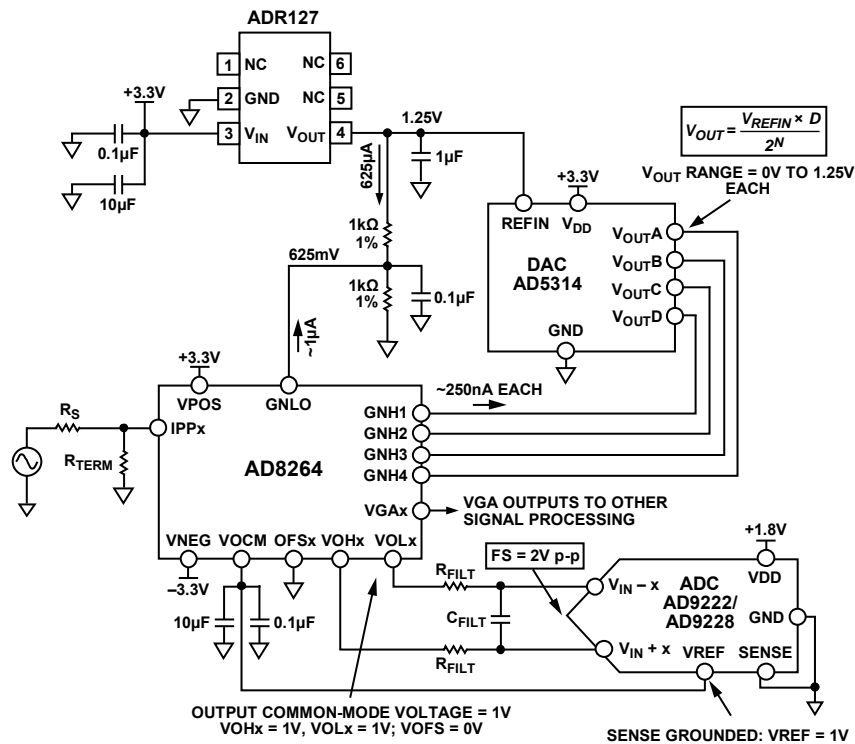 ADR127
1 NC
NC 6
2 GND
NC 5
3 VIN
VOUT 4
+3.3V
0.1µF
10µF
1.25V
1µF
625µA
1kΩ
1%
625mV
1kΩ
1%
0.1µF
~1µA
VOUT = VREFIN × D
2N
VOUT RANGE = 0V TO 1.25V
EACH
+3.3V
REFIN
VDD
DAC
AD5314
VOUTA
VOUTB
VOUTC
VOUTD
GND
~250nA EACH
+3.3V
VPOS
GNLO
RS
RTERM
IPPx
AD8264
GNH1
GNH2
GNH3
GNH4
VGAx
VGA OUTPUTS TO OTHER
SIGNAL PROCESSING
VNEG
VOCM
OFSx
VOHx
VOLx
–3.3V
10µF
0.1µF
RFILT
CFILT
RFILT
FS = 2V p-p
+1.8V
VDD
VIN – x
ADC
AD9222/
AD9228
GND
VIN + x
VREF
SENSE
OUTPUT COMMON-MODE VOLTAGE = 1V
VOHx = 1V, VOLx = 1V; VOFS = 0V
SENSE GROUNDED: VREF = 1V